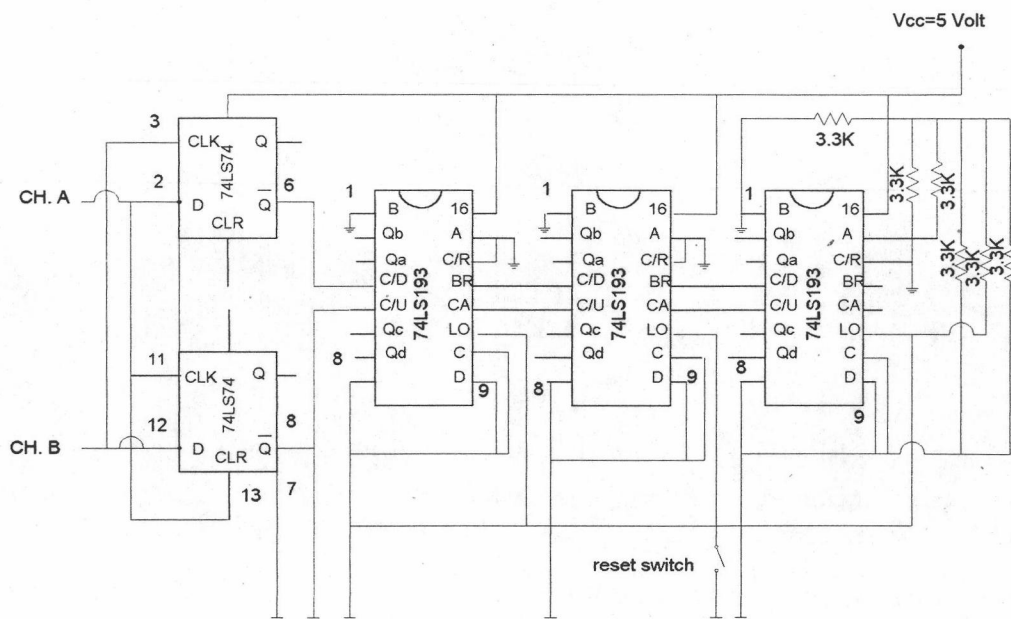 Vcc=5 Volt
3
CLK
Q
74LS74
2
D
6
Q
CLR
CH. A
11
CLK
Q
74LS74
12
D
8
Q
CLR
CH. B
13
7
1
B
16
Qb
A
Qa
C/R
C/D
BR
C/U
CA
Qc
LO
Qd
C
D
8
9
74LS193
1
B
16
Qb
A
Qa
C/R
C/D
BR
C/U
CA
Qc
LO
Qd
C
D
8
9
74LS193
1
B
16
Qb
A
Qa
C/R
C/D
BR
C/U
CA
Qc
LO
Qd
C
D
8
9
74LS193
3.3K
3.3K
3.3K
3.3K
3.3K
3.3K
reset switch